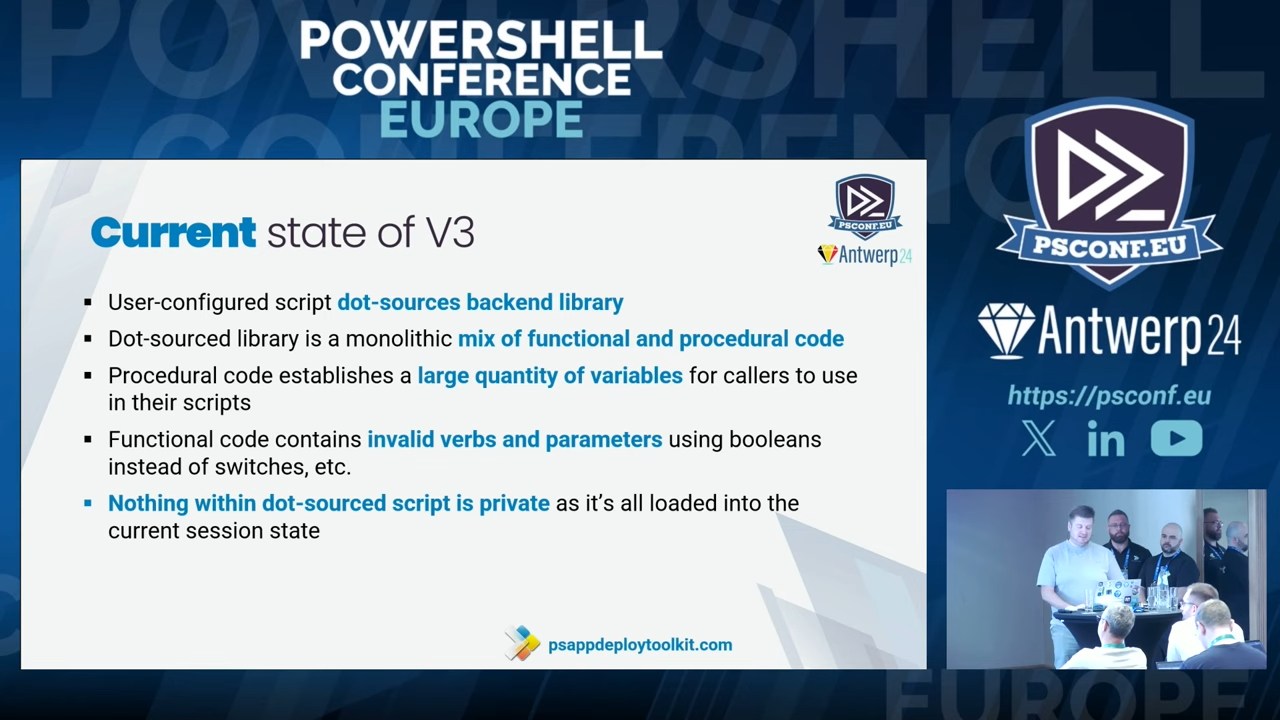 POWERSHELL
CONFERENCE
EUROPE
Current state of V3
PSCONF.EU
Antwerp24
▪ User-configured script dot-sources backend library
▪ Dot-sourced library is a monolithic mix of functional and procedural code
▪ Procedural code establishes a large quantity of variables for callers to use
in their scripts
▪ Functional code contains invalid verbs and parameters using booleans
instead of switches, etc.
▪ Nothing within dot-sourced script is private as it’s all loaded into the
current session state
psappdeploytoolkit.com
PSCONF.EU
Antwerp24
https://psconf.eu
X in
POWERSHELL
CONFERENCE
EUROPE